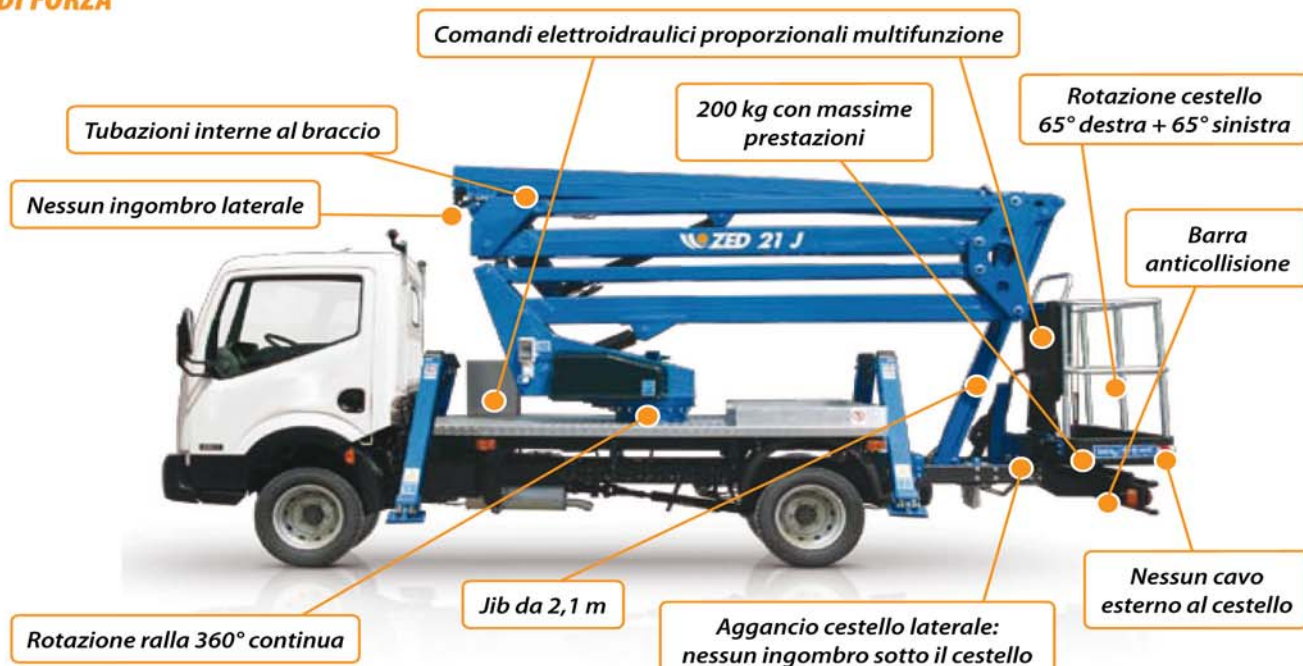 DI FORZA
Comandi elettroidraulici proporzionali multifunzione
200 kg con massime
prestazioni
Rotazione cestello
65° destra + 65° sinistra
Tubazioni interne al braccio
Nessun ingombro laterale
Barra
anticollisione
ZED 21 J
Nessun cavo
esterno al cestello
Jib da 2,1 m
Rotazione ralla 360° continua
Aggancio cestello laterale:
nessun ingombro sotto il cestello